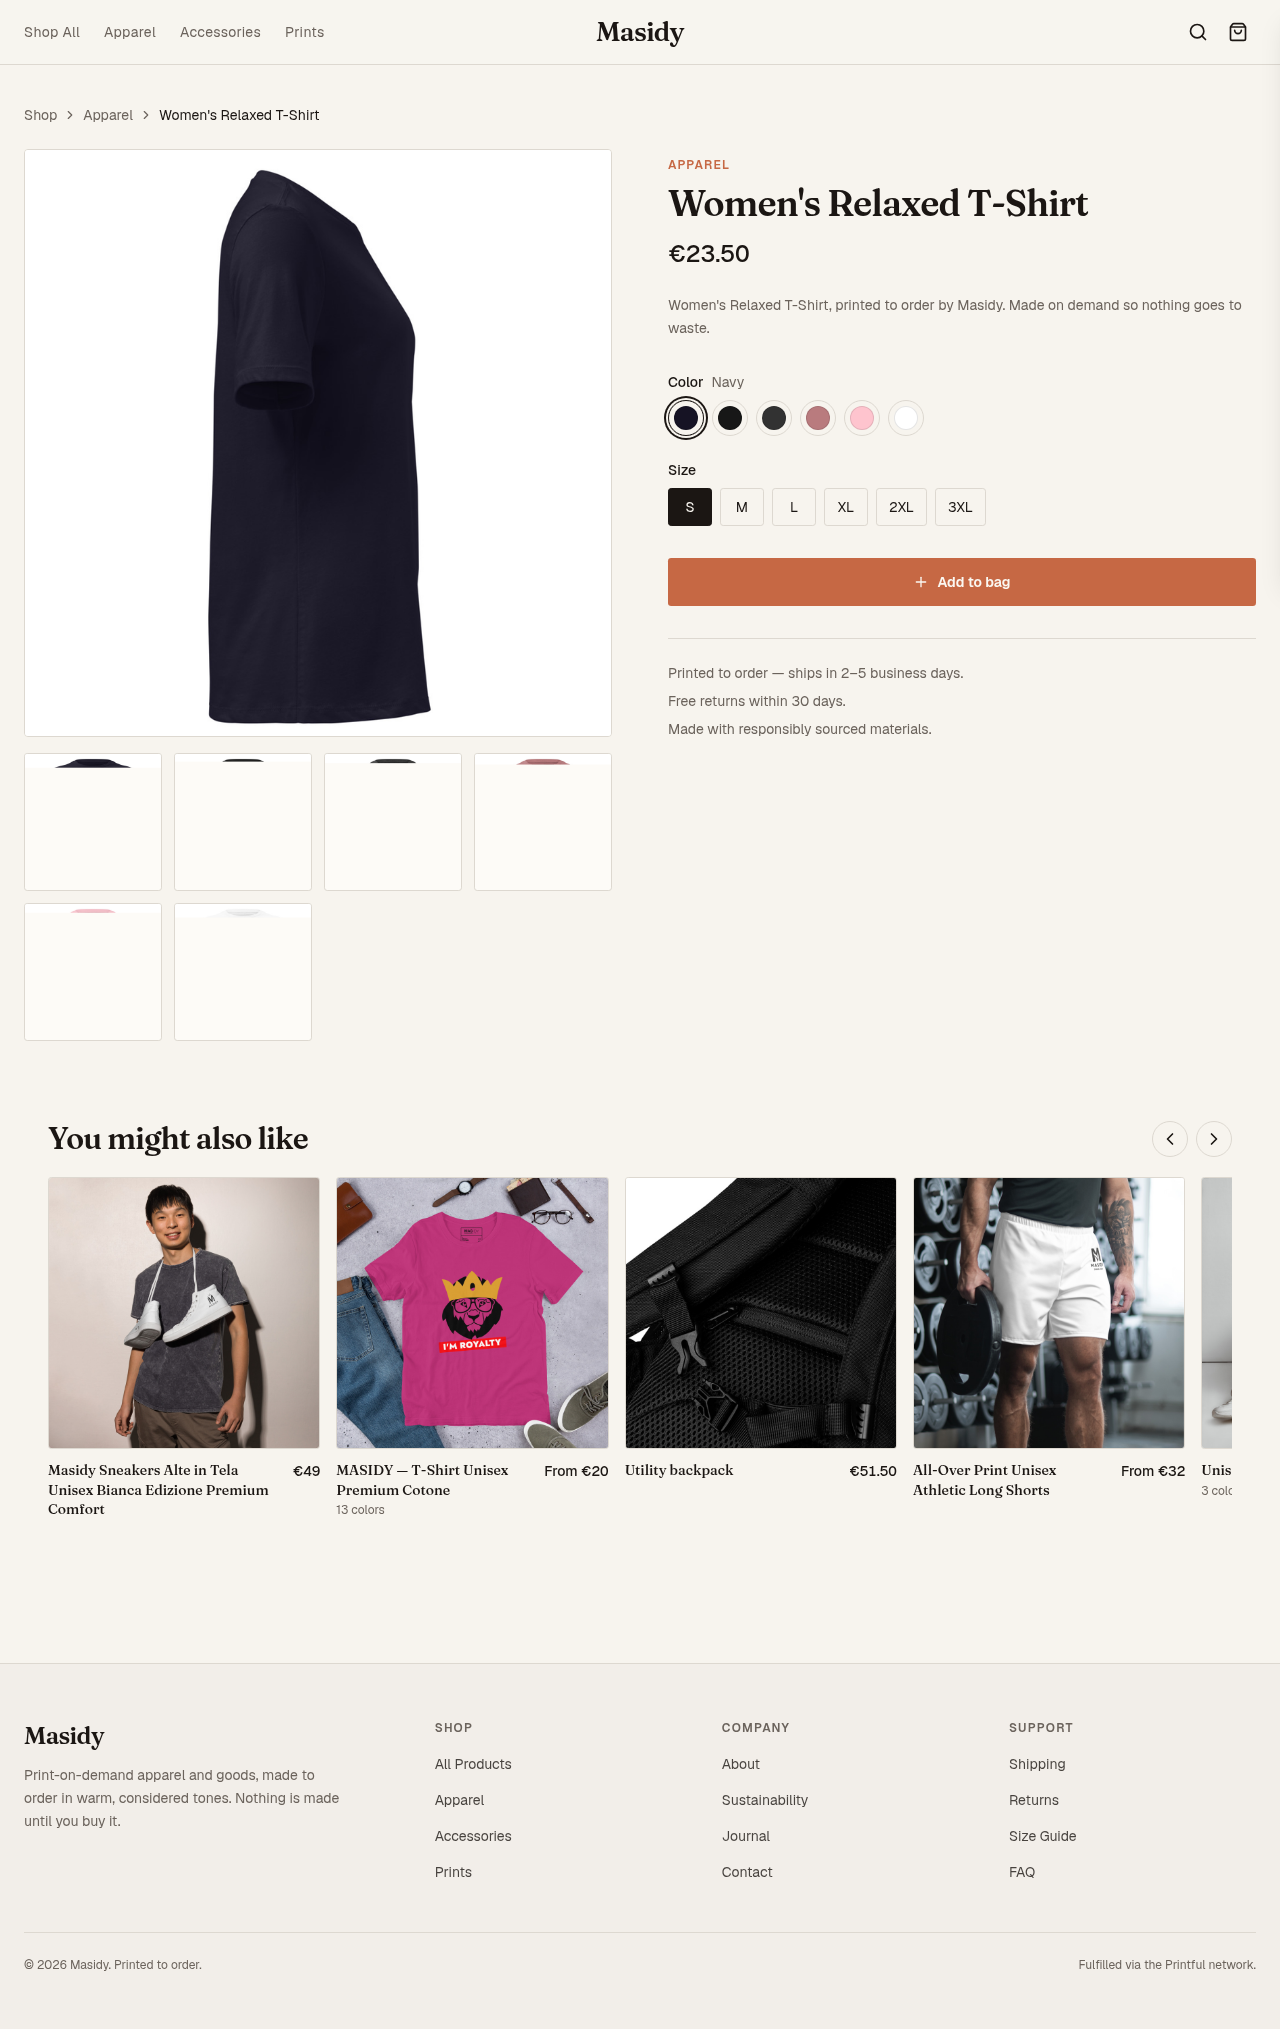 Shop All Apparel Accessories Prints
Masidy
Shop > Apparel > Women's Relaxed T-Shirt
APPAREL
Women's Relaxed T-Shirt
€23.50
Women's Relaxed T-Shirt, printed to order by Masidy. Made on demand so nothing goes to
waste.
Color Navy
Size
S M L XL 2XL 3XL
+ Add to bag
Printed to order — ships in 2–5 business days.
Free returns within 30 days.
Made with responsibly sourced materials.
You might also like
I'M ROYALTY
Masidy Sneakers Alte in Tela
Unisex Bianca Edizione Premium
Comfort
€49
MASIDY — T-Shirt Unisex
Premium Cotone
From €20
13 colors
Utility backpack
€51.50
All-Over Print Unisex
Athletic Long Shorts
From €32
Unis
3 colo
Masidy
Print-on-demand apparel and goods, made to
order in warm, considered tones. Nothing is made
until you buy it.
SHOP
All Products
Apparel
Accessories
Prints
COMPANY
About
Sustainability
Journal
Contact
SUPPORT
Shipping
Returns
Size Guide
FAQ
© 2026 Masidy. Printed to order.
Fulfilled via the Printful network.